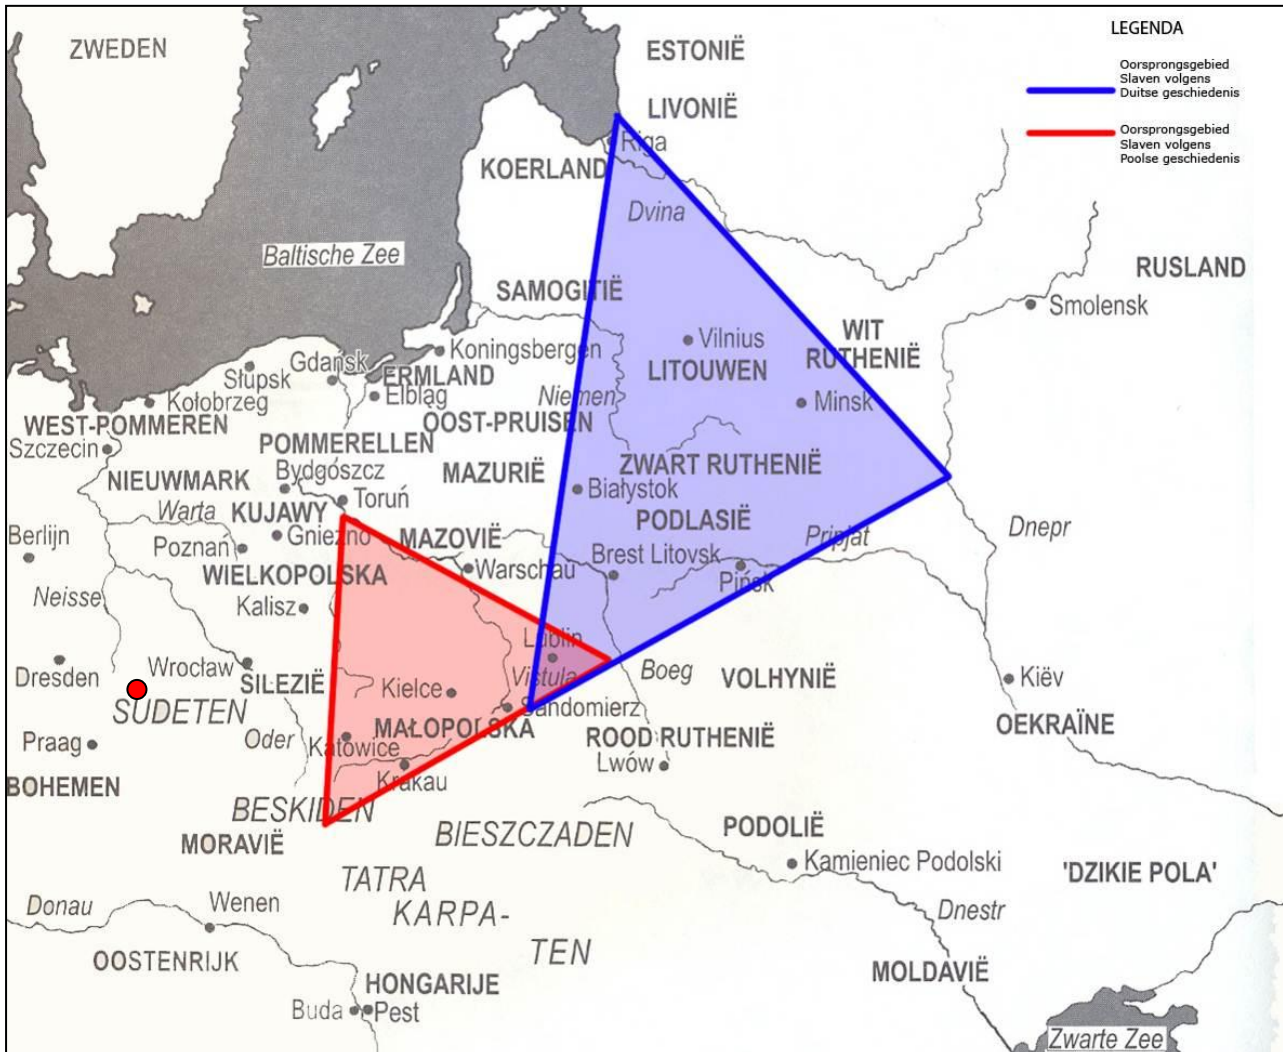 LEGENDA
Oorsprongsgebied
Slaven volgens
Duitse geschiedenis
Oorsprongsgebied
Slaven volgens
Poolse geschiedenis
ZWEDEN
ESTONIË
LIVONIË
Riga
KOERLAND
Dvina
Baltische Zee
RUSLAND
SAMOGITIË
Smolensk
Vilnius
WIT
RUTHENIË
Koningsbergen
LITOUWEN
Gdańsk
Słupsk
ERMLAND
Elbląg
Niemen
Minsk
Kołobrzeg
WEST-POMMEREN
OOST-PRUISEN
Szczecin
POMMERELLEN
MAZURIË
ZWART RUTHENIË
Bydgoszcz
NIEUWMARK
Toruń
Białystok
Warta
KUJAWY
PODLASIË
Dnepr
Berlijn
Gniezno
MAZOVIË
Pripjat
Poznań
Brest Litovsk
WIELKOPOLSKA
Warschau
Pińsk
Neisse
Kalisz
Lublin
Wrocław
Dresden
Vistula
Boeg
VOLHYNIË
Kiëv
SILEZIË
Kielce
SUDETEN
Sandomierz
OEKRAÏNE
MAŁOPOLSKA
ROOD RUTHENIË
Praag
Oder
Katowice
Lwów
BOHEMEN
Krakau
BESKIDEN
BIESZCZADEN
PODOLIË
MORAVIË
Kamieniec Podolski
'DZIKIE POLA'
TATRA
Donau
Wenen
KARPA-
TEN
Dnestr
OOSTENRIJK
HONGARIJE
MOLDAVIË
Buda
Pest
Zwarte Zee